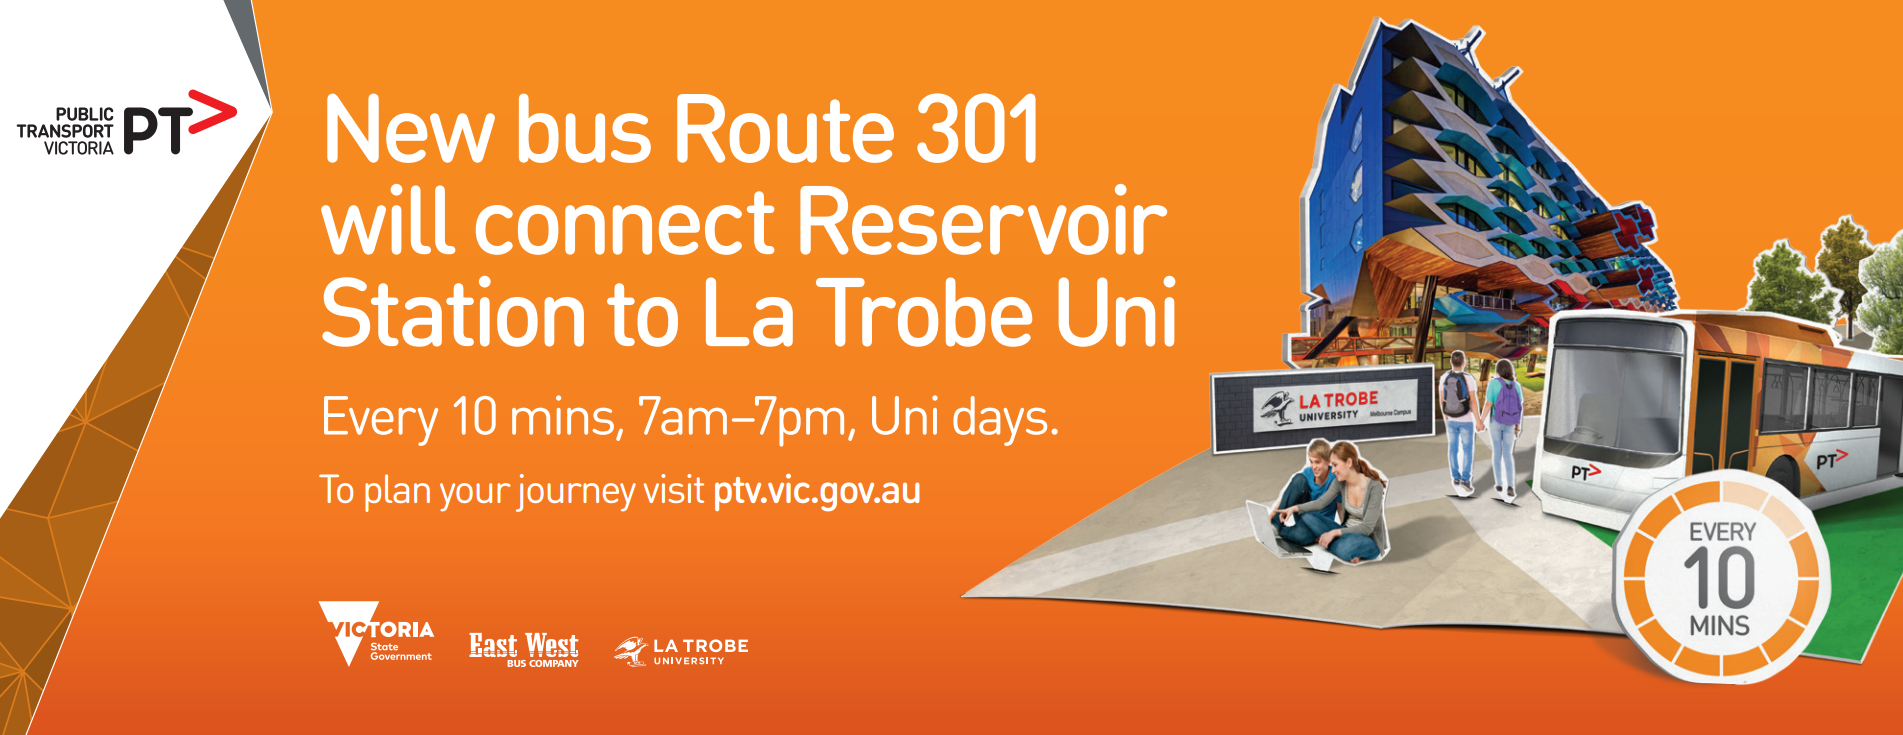 PUBLIC
TRANSPORT
VICTORIA
PT>
New bus Route 301
will connect Reservoir
Station to La Trobe Uni
Every 10 mins, 7am–7pm, Uni days.
To plan your journey visit ptv.vic.gov.au
VICTORIA
State
Government
East West
BUS COMPANY
LA TROBE
UNIVERSITY
LA TROBE
UNIVERSITY Melbourne Campus
PT>
PT>
EVERY
10
MINS